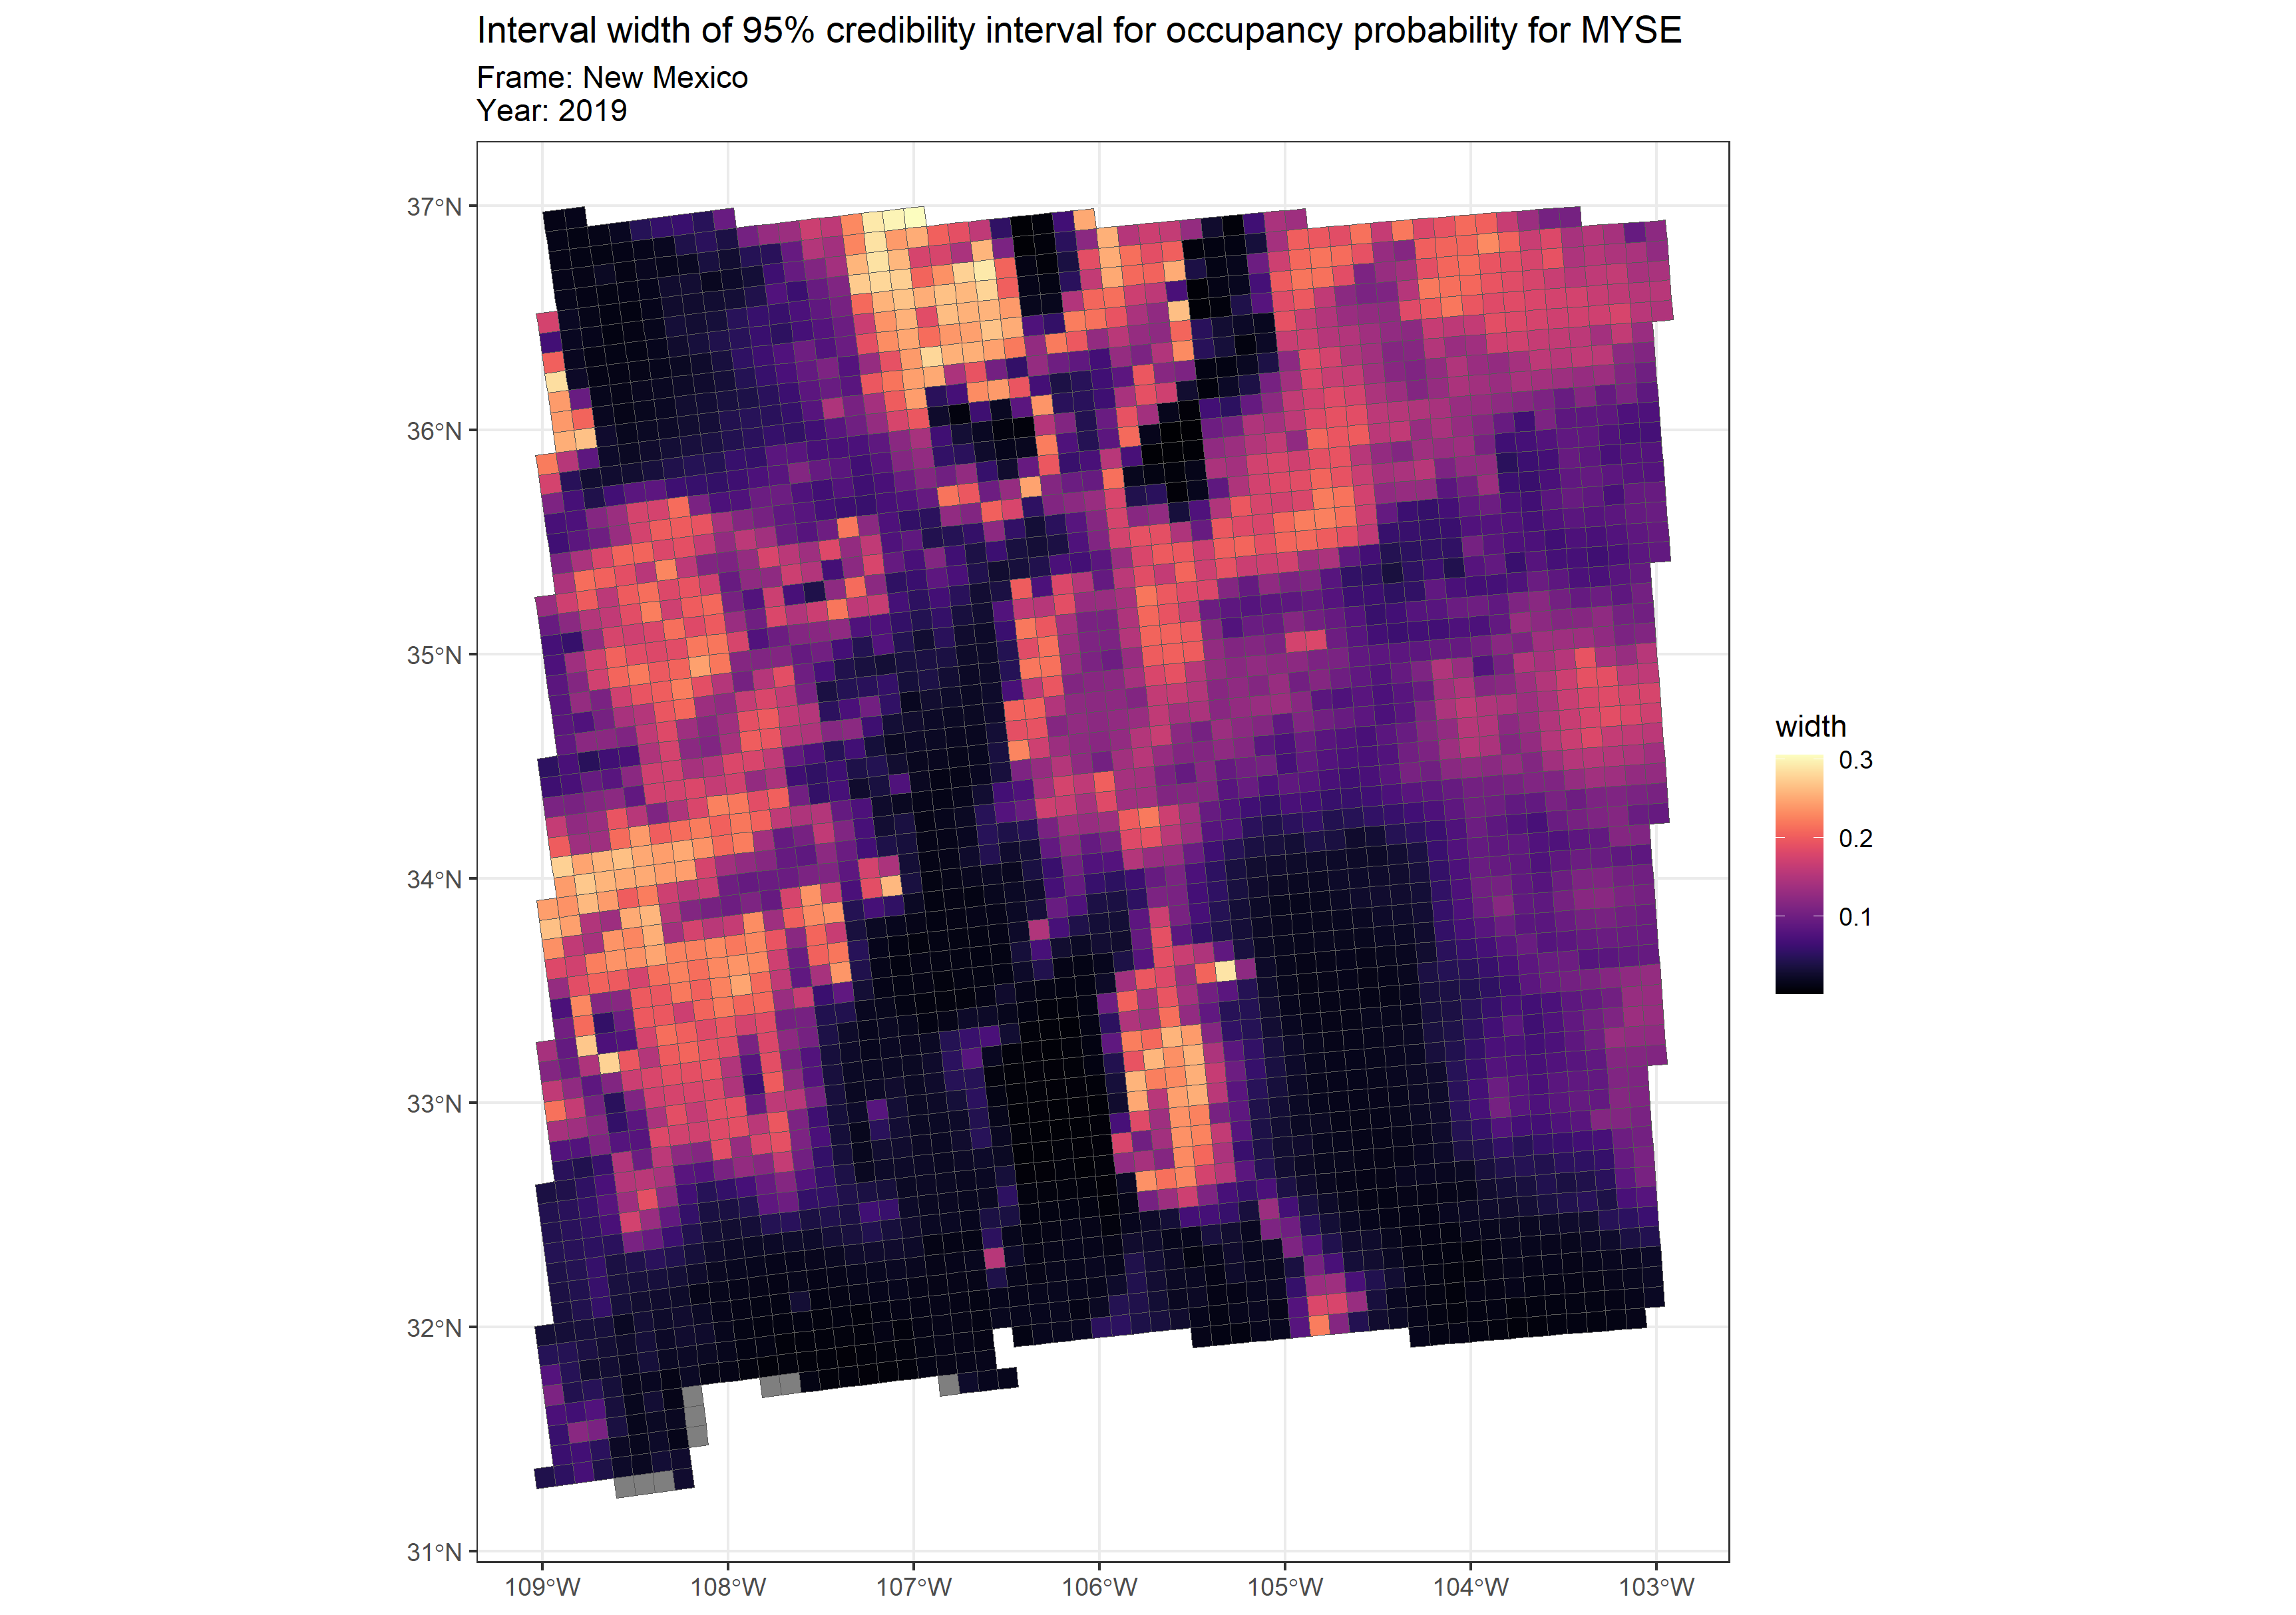 Interval width of 95% credibility interval for occupancy probability for MYSE
Frame: New Mexico
Year: 2019
37°N
36°N
35°N
34°N
33°N
32°N
31°N
109°W 108°W 107°W 106°W 105°W 104°W 103°W
width
0.3
0.2
0.1